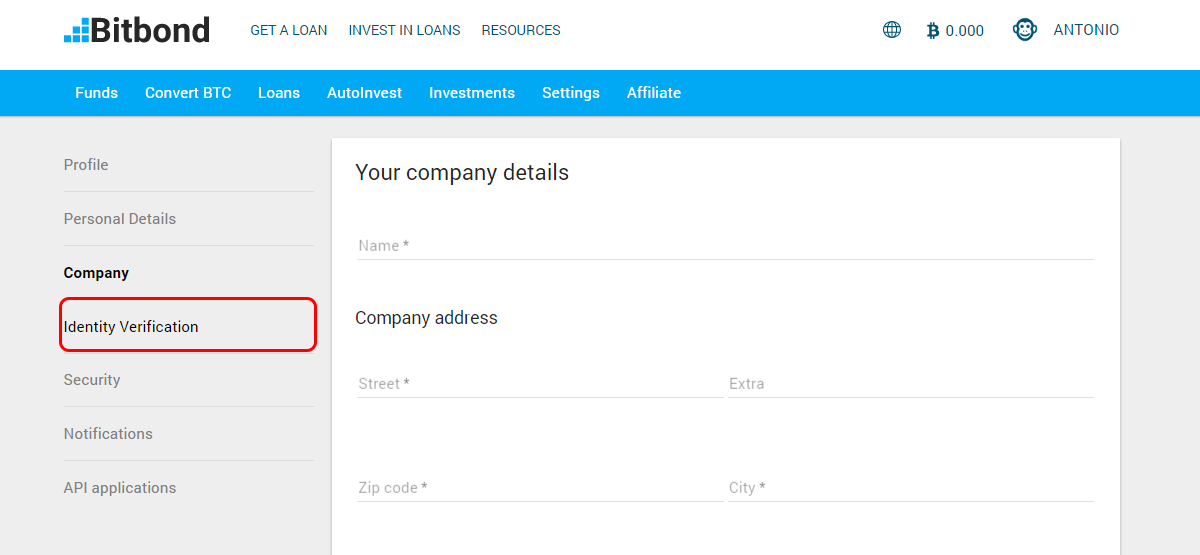 Bitbond GET A LOAN INVEST IN LOANS RESOURCES 0.000 ANTONIO
Funds Convert BTC Loans AutoInvest Investments Settings Affiliate
Profile
Personal Details
Company
Identity Verification
Security
Notifications
API applications
Your company details
Name *
Company address
Street * Extra
Zip code * City *